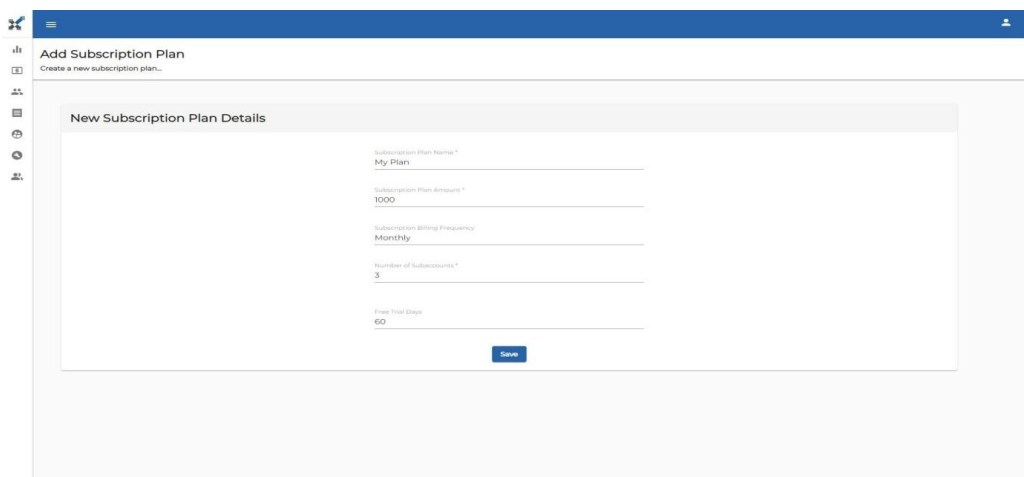 Add Subscription Plan
Create a new subscription plan...
New Subscription Plan Details
Subscription Plan Name *
My Plan
Subscription Plan Amount *
1000
Subscription Billing Frequency
Monthly
Number of Subaccounts *
3
Free Trial Days
60
Save